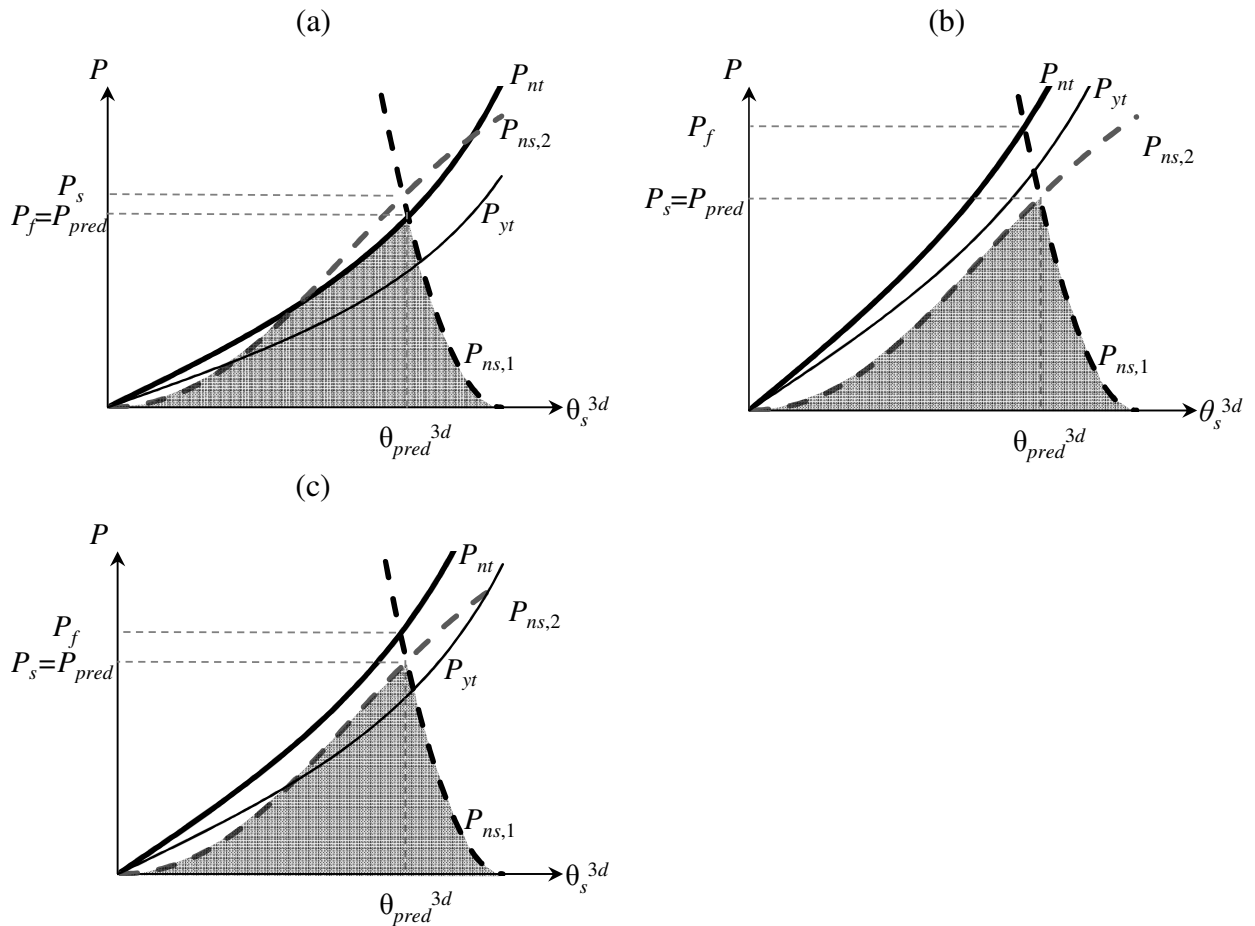 (a)
P
P_nt
P_ns,2
P_s
P_f=P_pred
P_yt
P_ns,1
θ_s^3d
θ_pred^3d
(b)
P
P_nt
P_yt
P_f
P_ns,2
P_s=P_pred
P_ns,1
θ_s^3d
θ_pred^3d
(c)
P
P_nt
P_ns,2
P_f
P_s=P_pred
P_yt
P_ns,1
θ_s^3d
θ_pred^3d